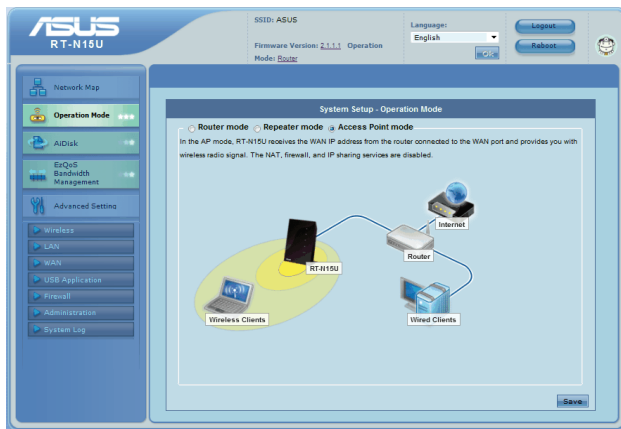 ASUS
RT-N15U
SSID: ASUS
Firmware Version: 2.1.1.1 Operation
Mode: Router
Language:
English
OK
Logout
Reboot
Network Map
Operation Mode
AiDisk
EzQoS
Bandwidth
Management
Advanced Setting
Wireless
LAN
WAN
USB Application
Firewall
Administration
System Log
System Setup - Operation Mode
Router mode Repeater mode Access Point mode
In the AP mode, RT-N15U receives the WAN IP address from the router connected to the WAN port and provides you with
wireless radio signal. The NAT, firewall, and IP sharing services are disabled.
Internet
Router
RT-N15U
Wireless Clients
Wired Clients
Save